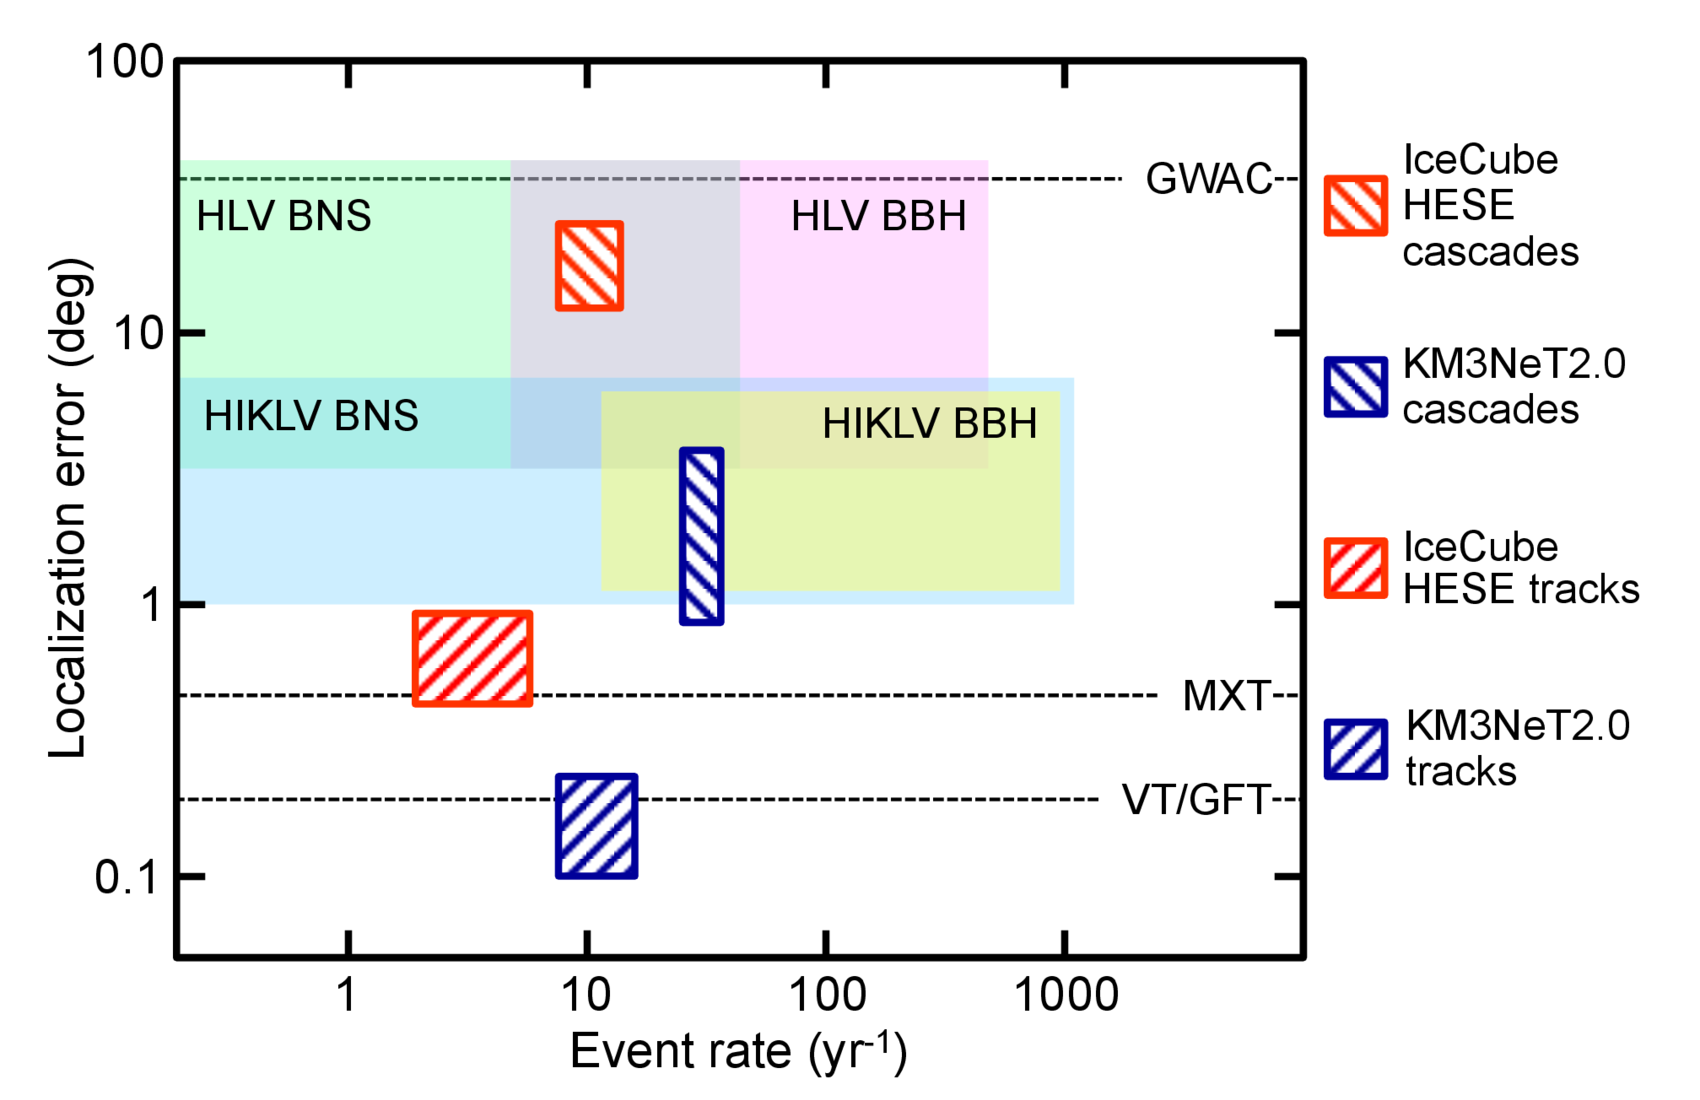 100
10
1
0.1
Localization error (deg)
GWAC
HLV BNS
HLV BBH
HIKLV BNS
HIKLV BBH
MXT
VT/GFT
1
10
100
1000
Event rate (yr⁻¹)
IceCube
HESE
cascades
KM3NeT2.0
cascades
IceCube
HESE tracks
KM3NeT2.0
tracks